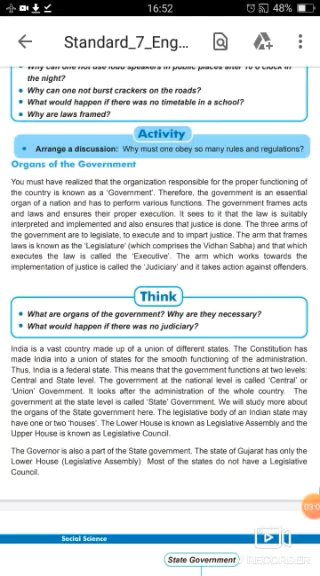 16:52
48%
Standard_7_Eng...
Why can one not use loud speakers in public places after 10 o'clock in
the night?
Why can one not burst crackers on the roads?
What would happen if there was no timetable in a school?
Why are laws framed?
Activity
Arrange a discussion: Why must one obey so many rules and regulations?
Organs of the Government
You must have realized that the organization responsible for the proper functioning of
the country is known as a 'Government'. Therefore, the government is an essential
organ of a nation and has to perform various functions. The government frames acts
and laws and ensures their proper execution. It sees to it that the law is suitably
interpreted and implemented and also ensures that justice is done. The three arms of
the government are to legislate, to execute and to impart justice. The arm that frames
laws is known as the 'Legislature' (which comprises the Vidhan Sabha) and that which
executes the law is called the 'Executive'. The arm which works towards the
implementation of justice is called the 'Judiciary' and it takes action against offenders.
Think
What are organs of the government? Why are they necessary?
What would happen if there was no judiciary?
India is a vast country made up of a union of different states. The Constitution has
made India into a union of states for the smooth functioning of the administration.
Thus, India is a federal state. This means that the government functions at two levels:
Central and State level. The government at the national level is called 'Central' or
'Union' Government. It looks after the administration of the whole country. The
government at the state level is called 'State' Government. We will study more about
the organs of the State government here. The legislative body of an Indian state may
have one or two 'houses'. The Lower House is known as Legislative Assembly and the
Upper House is known as Legislative Council.
The Governor is also a part of the State government. The state of Gujarat has only the
Lower House (Legislative Assembly) Most of the states do not have a Legislative
Council.
03:0
Social Science
State Government
RECORDER